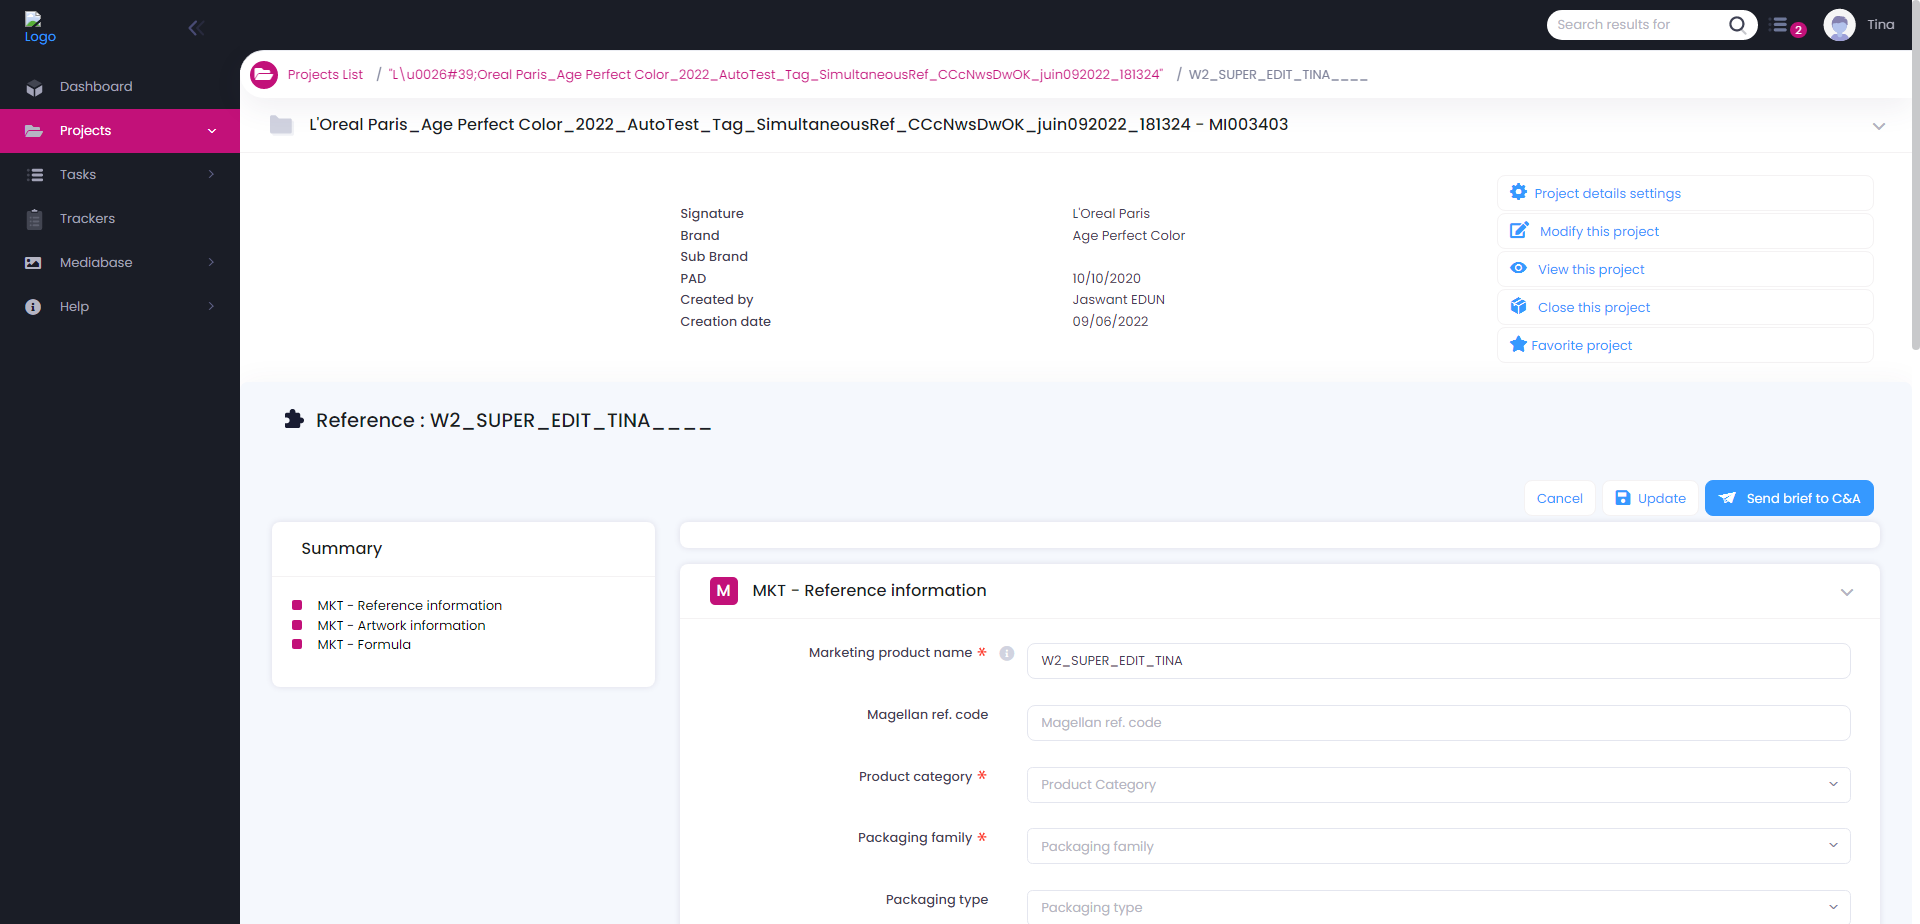 Logo
Search results for
2
Tina
Dashboard
Projects
Tasks
Trackers
Mediabase
Help
Projects List / "L\u0026#39;Oreal Paris_Age Perfect Color_2022_AutoTest_Tag_SimultaneousRef_CCcNwsDwOK_juin092022_181324" / W2_SUPER_EDIT_TINA____
L'Oreal Paris_Age Perfect Color_2022_AutoTest_Tag_SimultaneousRef_CCcNwsDwOK_juin092022_181324 - MI003403
Signature L'Oreal Paris
Brand Age Perfect Color
Sub Brand
PAD 10/10/2020
Created by Jaswant EDUN
Creation date 09/06/2022
Project details settings
Modify this project
View this project
Close this project
Favorite project
Reference : W2_SUPER_EDIT_TINA____
Cancel Update Send brief to C&A
Summary
MKT - Reference information
MKT - Artwork information
MKT - Formula
M MKT - Reference information
Marketing product name * W2_SUPER_EDIT_TINA
Magellan ref. code Magellan ref. code
Product category * Product Category
Packaging family * Packaging family
Packaging type Packaging type